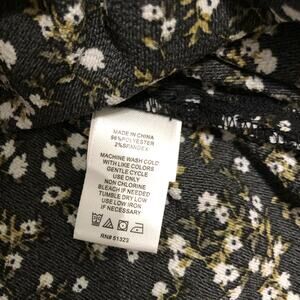 MADE IN CHINA
98%POLYESTER
2%SPANDEX
MACHINE WASH COLD
WITH LIKE COLORS
GENTLE CYCLE
USE ONLY
NON CHLORINE
BLEACH IF NEEDED
TUMBLE DRY LOW
USE LOW IRON
IF NECESSARY
RN# 51323